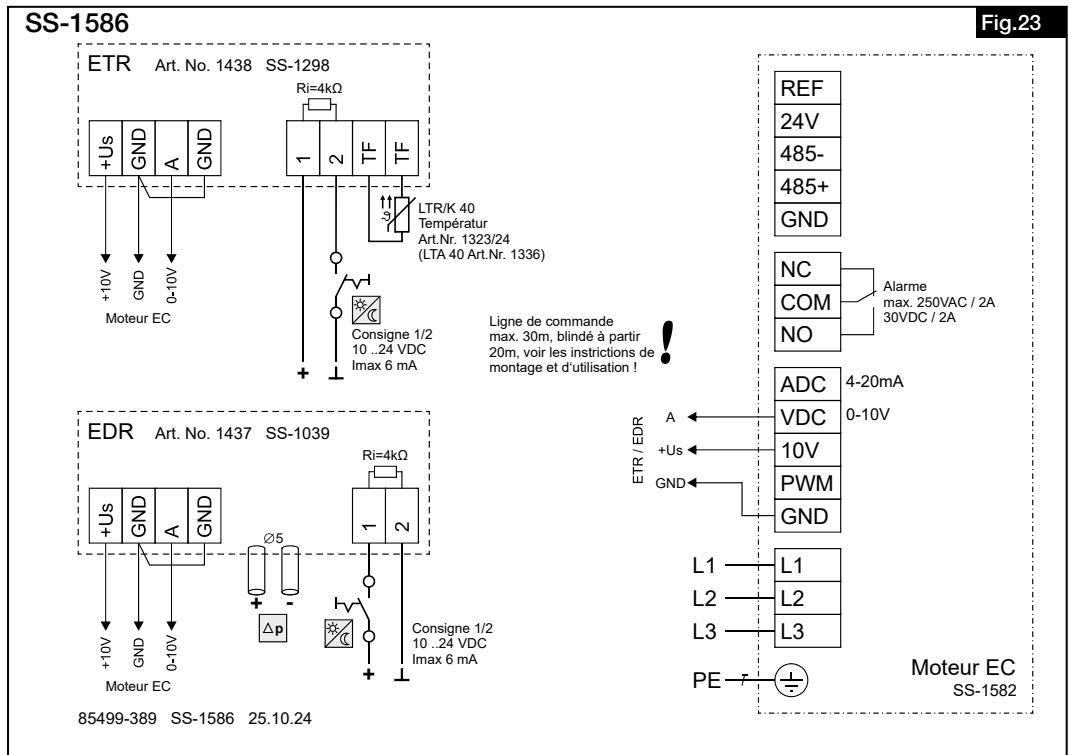 SS-1586
Fig.23
ETR Art. No. 1438 SS-1298
Ri=4kΩ
+Us
GND
A
GND
1
2
TF
TF
+10V
GND
0-10V
Moteur EC
LTR/K 40
Températur
Art.Nr. 1323/24
(LTA 40 Art.Nr. 1336)
Consigne 1/2
10 ..24 VDC
Imax 6 mA
+
Ligne de commande
max. 30m, blindé à partir
20m, voir les instrictions de
montage et d‘utilisation !
!
EDR Art. No. 1437 SS-1039
Ri=4kΩ
+Us
GND
A
GND
∅5
1
2
+ -
Δp
+10V
GND
0-10V
Moteur EC
Consigne 1/2
10 ..24 VDC
Imax 6 mA
+
85499-389 SS-1586 25.10.24
REF
24V
485-
485+
GND
NC
COM
NO
Alarme
max. 250VAC / 2A
30VDC / 2A
ADC 4-20mA
VDC 0-10V
10V
PWM
GND
ETR / EDR
A
+Us
GND
L1 L1
L2 L2
L3 L3
PE
Moteur EC
SS-1582